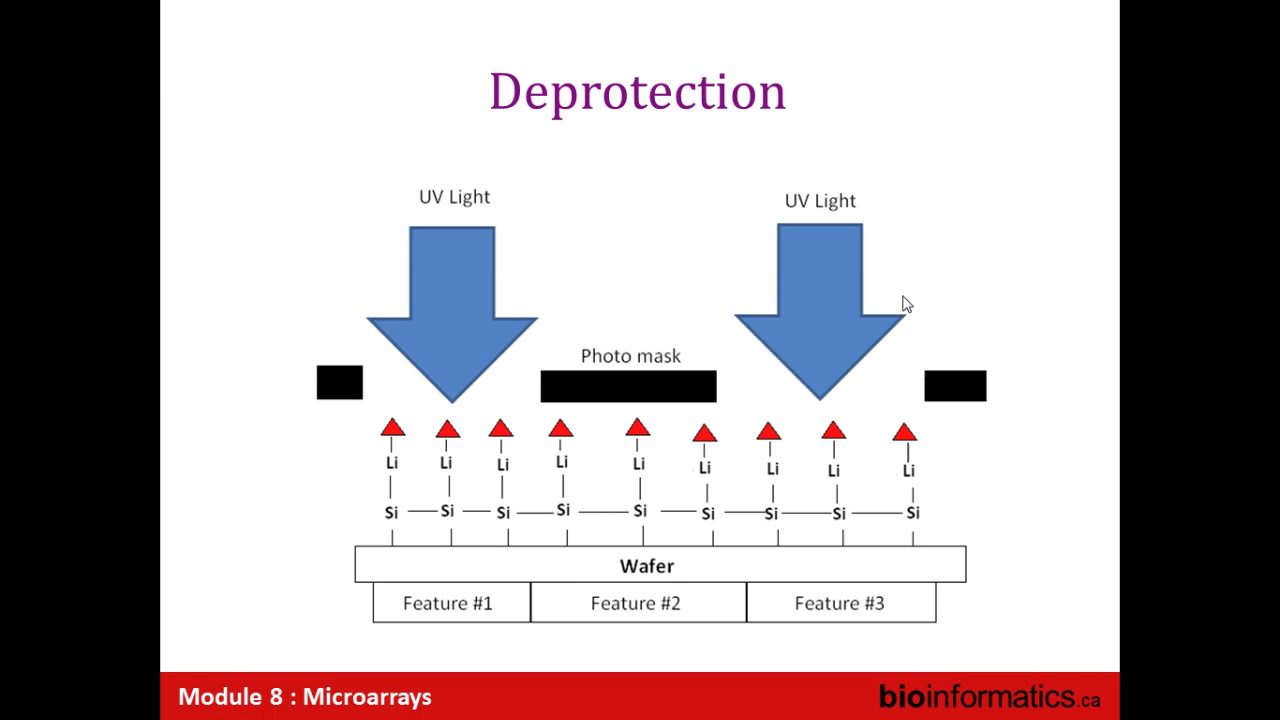 Deprotection
UV Light
UV Light
Photo mask
Li Li Li Li Li Li Li Li Li
Si Si Si Si Si Si Si Si Si
Wafer
Feature #1 Feature #2 Feature #3
Module 8 : Microarrays
bioinformatics.ca